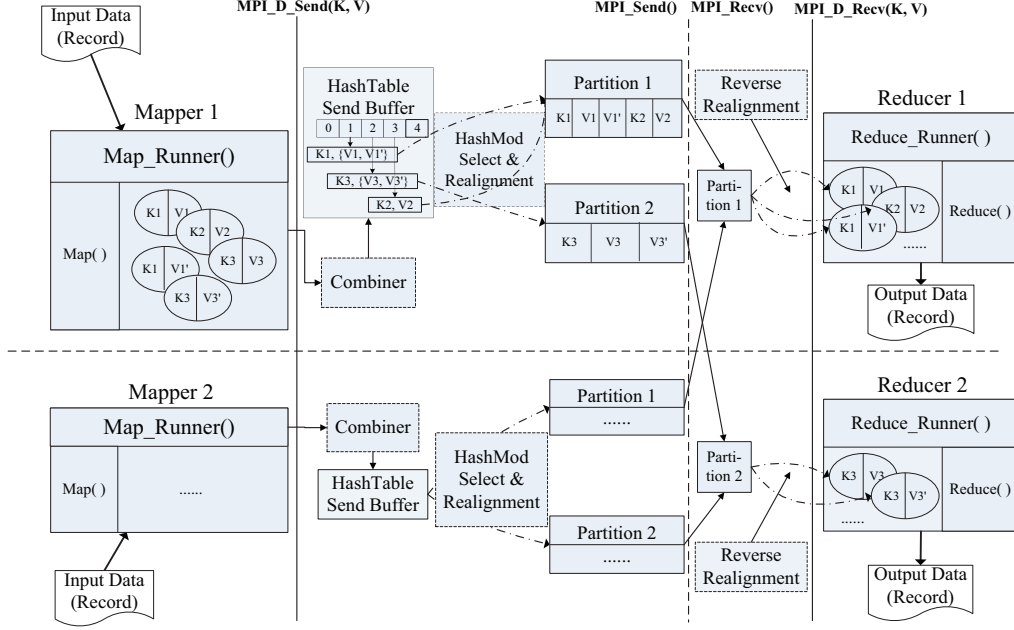 MPI_D_Send(K, V)
MPI_Send()
MPI_Recv()
MPI_D_Recv(K, V)
Input Data
(Record)
Mapper 1
Map_Runner()
Map( )
K1 V1
K2 V2
K3 V3
K1 V1'
K3 V3'
HashTable
Send Buffer
0 1 2 3 4
K1, {V1, V1'}
K3, {V3, V3'}
K2, V2
Combiner
HashMod
Select &
Realignment
Partition 1
K1 V1 V1' K2 V2
Partition 2
K3 V3 V3'
Reverse
Realignment
Parti-
tion 1
Reducer 1
Reduce_Runner( )
K1 V1
K2 V2
K1 V1'
......
Reduce( )
Output Data
(Record)
Mapper 2
Map_Runner()
Map( )
......
Input Data
(Record)
Combiner
HashTable
Send Buffer
HashMod
Select &
Realignment
Partition 1
......
Partition 2
......
Parti-
tion 2
Reverse
Realignment
Reducer 2
Reduce_Runner( )
K3 V3
K3 V3'
......
Reduce( )
Output Data
(Record)